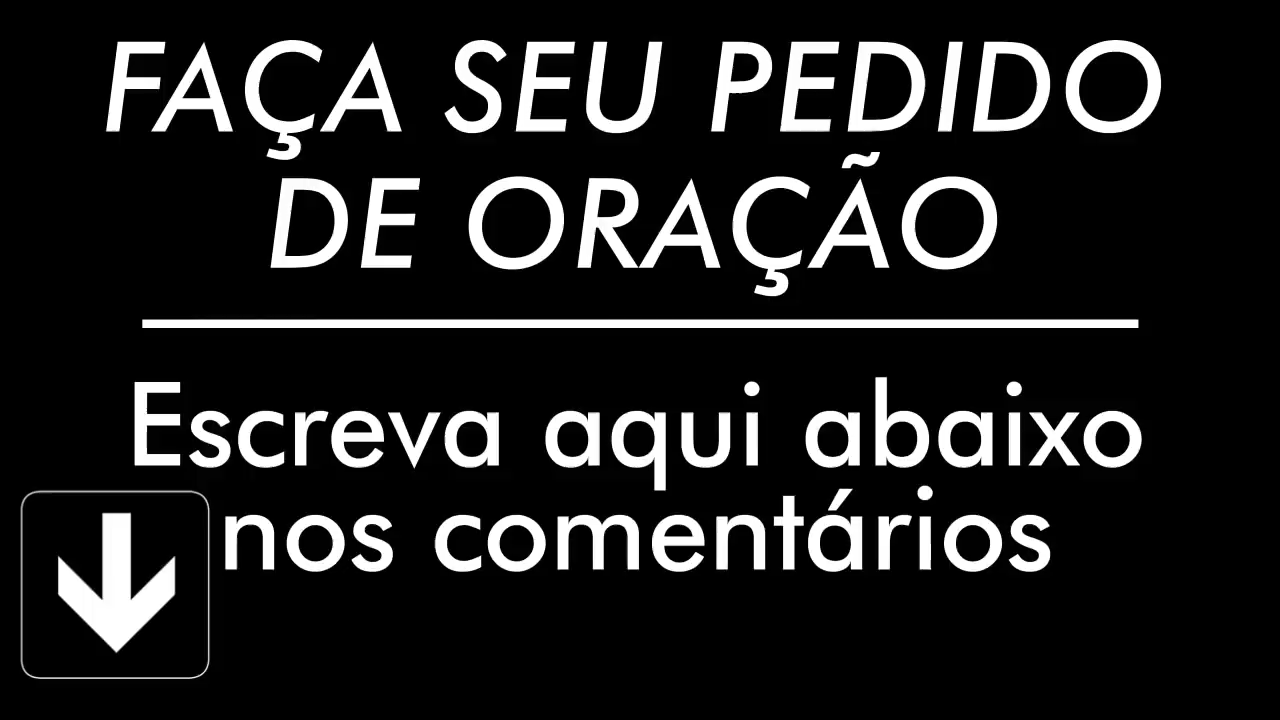 FAÇA SEU PEDIDO
DE ORAÇÃO
Escreva aqui abaixo
nos comentários